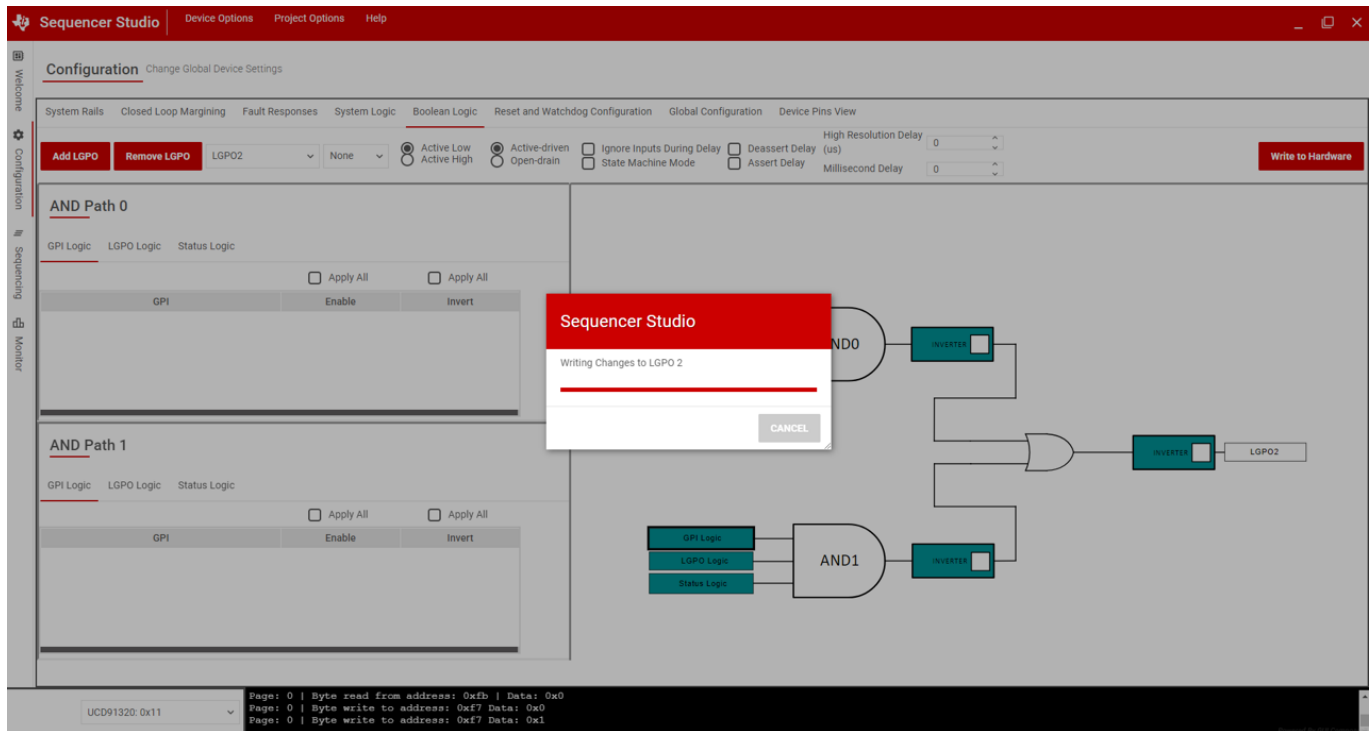 Sequencer Studio
Device Options Project Options Help
Welcome
Configuration
Sequencing
Monitor
Configuration Change Global Device Settings
System Rails Closed Loop Margining Fault Responses System Logic Boolean Logic Reset and Watchdog Configuration Global Configuration Device Pins View
Add LGPO Remove LGPO LGPO2 None
Active Low
Active High
Active-driven
Open-drain
Ignore Inputs During Delay
State Machine Mode
Deassert Delay
Assert Delay
High Resolution Delay
(us) 0
Millisecond Delay 0
Write to Hardware
AND Path 0
GPI Logic LGPO Logic Status Logic
Apply All Apply All
GPI Enable Invert
Sequencer Studio
Writing Changes to LGPO 2
CANCEL
ND0
INVERTER
AND Path 1
GPI Logic LGPO Logic Status Logic
Apply All Apply All
GPI Enable Invert
GPI Logic
LGPO Logic
Status Logic
AND1
INVERTER
INVERTER
LGPO2
UCD91320: 0x11
Page: 0 | Byte read from address: 0xfb | Data: 0x0
Page: 0 | Byte write to address: 0xf7 Data: 0x0
Page: 0 | Byte write to address: 0xf7 Data: 0x1